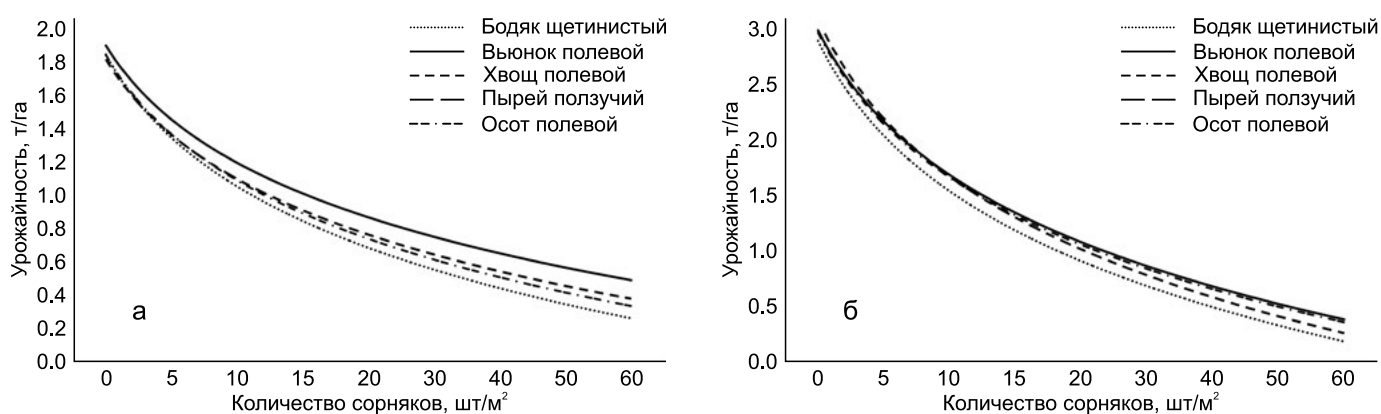 2.0
1.8
1.6
1.4
1.2
1.0
0.8
0.6
0.4
0.2
0.0
Урожайность, т/га
Бодяк щетинистый
Вьюнок полевой
Хвощ полевой
Пырей ползучий
Осот полевой
а
0 5 10 15 20 30 40 50 60
Количество сорняков, шт/м²
3.0
2.5
2.0
1.5
1.0
0.5
0.0
Урожайность, т/га
Бодяк щетинистый
Вьюнок полевой
Хвощ полевой
Пырей ползучий
Осот полевой
б
0 5 10 15 20 30 40 50 60
Количество сорняков, шт/м²